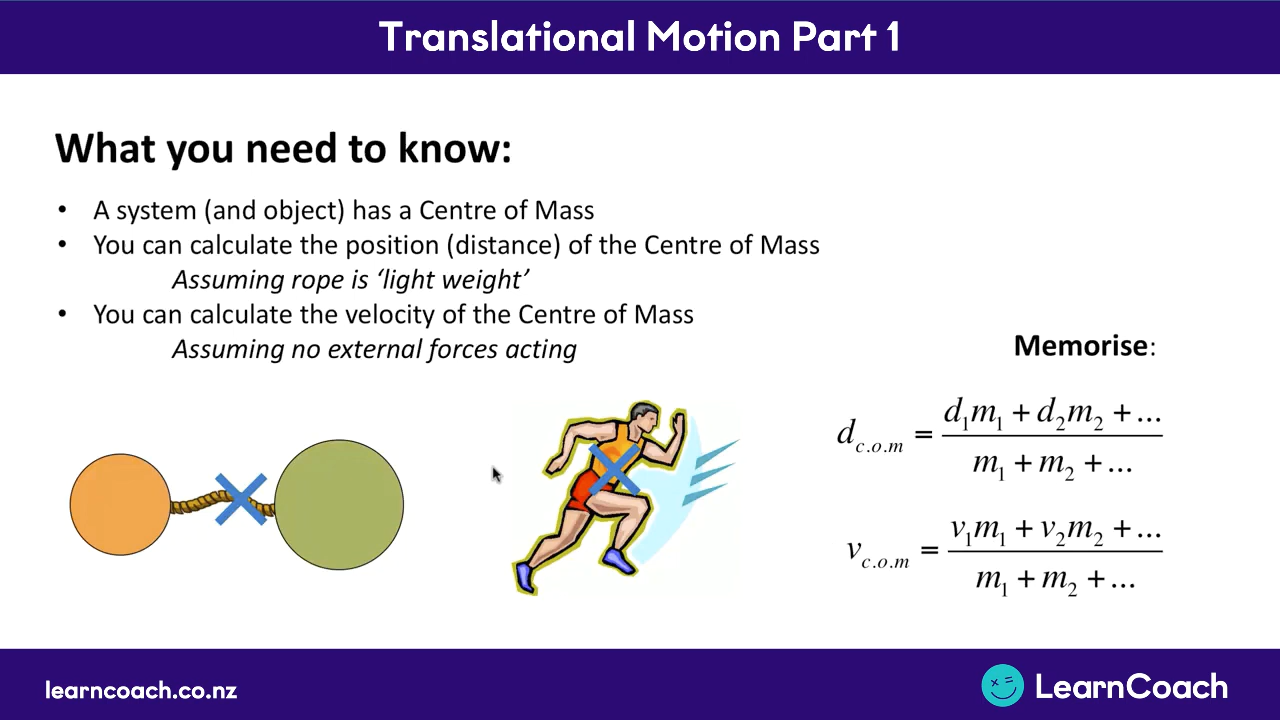 Translational Motion Part 1
What you need to know:
• A system (and object) has a Centre of Mass
• You can calculate the position (distance) of the Centre of Mass
Assuming rope is ‘light weight’
• You can calculate the velocity of the Centre of Mass
Assuming no external forces acting
Memorise:
d_{c.o.m} = \frac{d_1m_1 + d_2m_2 + ...}{m_1 + m_2 + ...}
v_{c.o.m} = \frac{v_1m_1 + v_2m_2 + ...}{m_1 + m_2 + ...}
learncoach.co.nz
LearnCoach